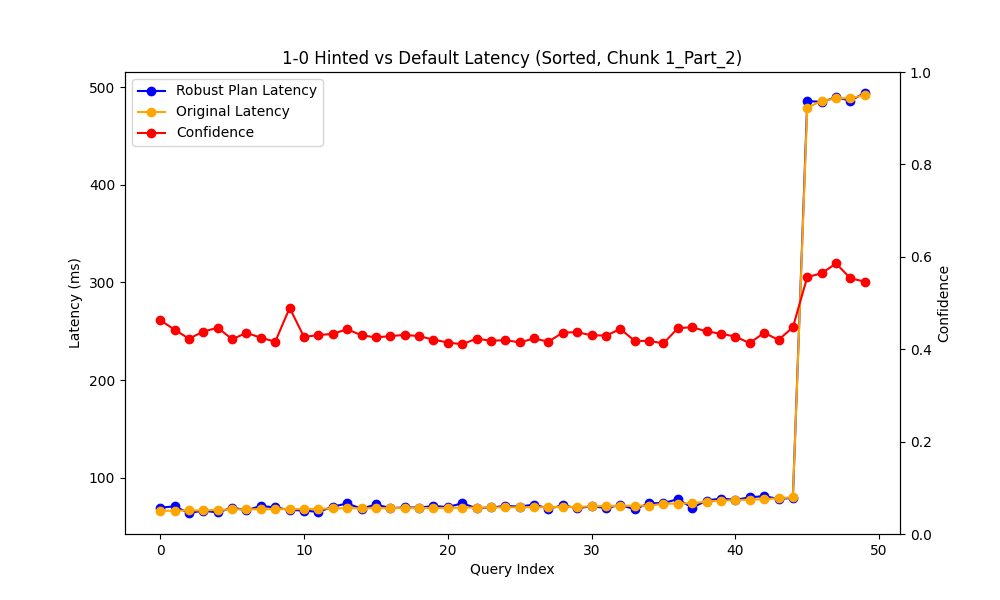 1-0 Hinted vs Default Latency (Sorted, Chunk 1_Part_2)
Robust Plan Latency
Original Latency
Confidence
500
400
300
200
100
Latency (ms)
1.0
0.8
0.6
0.4
0.2
0.0
Confidence
0 10 20 30 40 50
Query Index